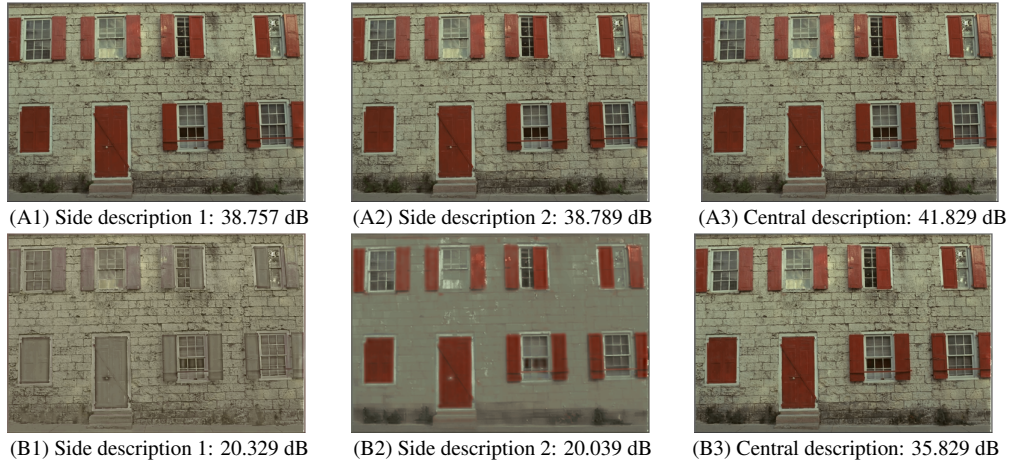 (A1) Side description 1: 38.757 dB
(A2) Side description 2: 38.789 dB
(A3) Central description: 41.829 dB
(B1) Side description 1: 20.329 dB
(B2) Side description 2: 20.039 dB
(B3) Central description: 35.829 dB